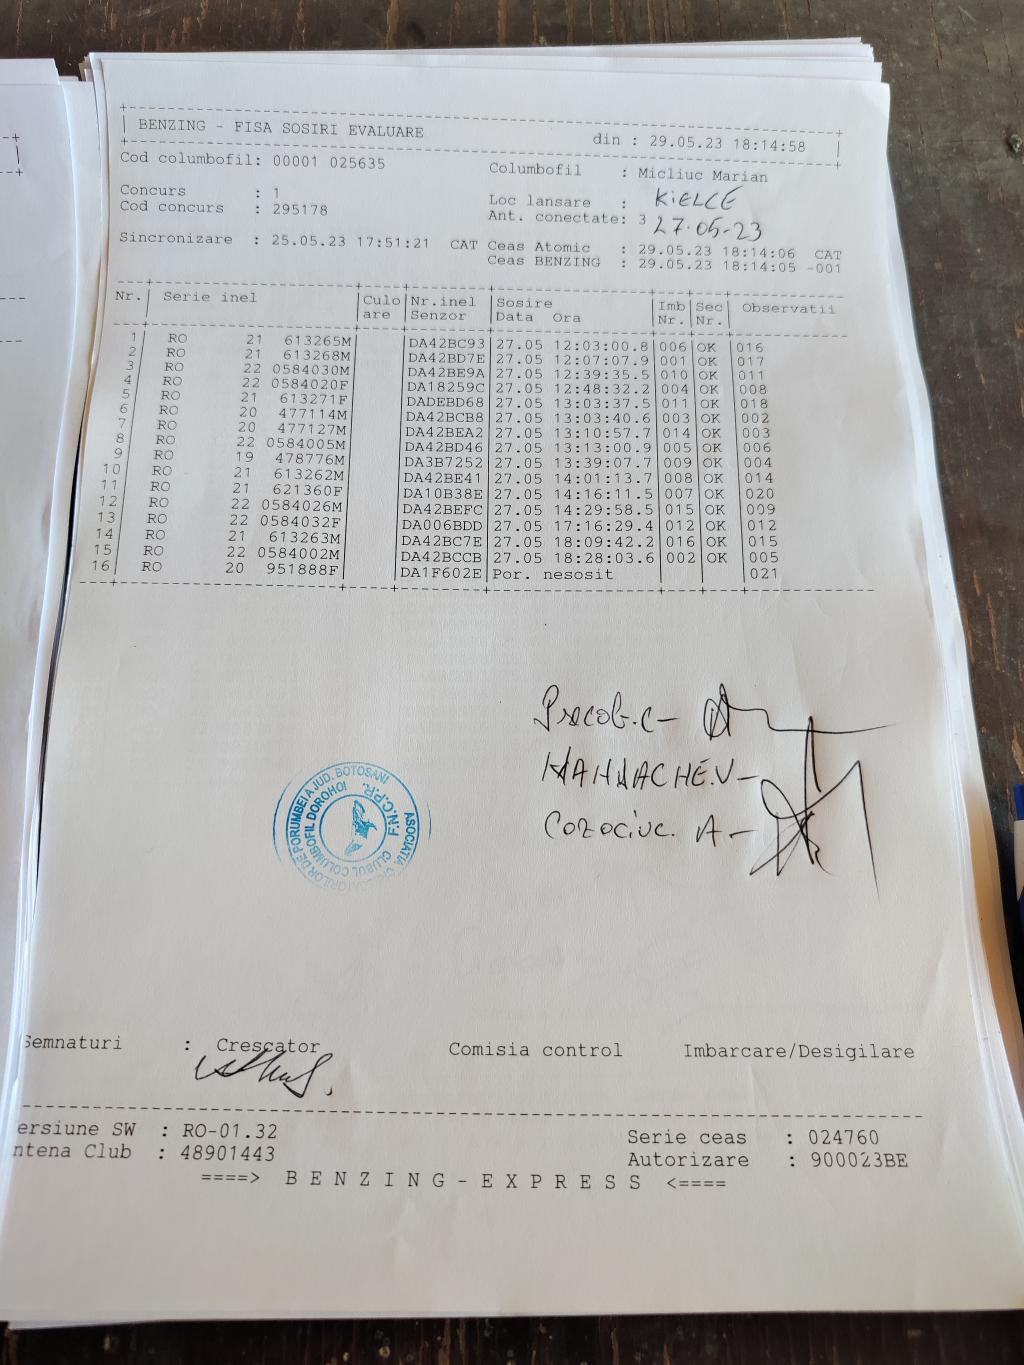 BENZING - FISA SOSIRI EVALUARE din : 29.05.23 18:14:58
Cod columbofil: 00001 025635 Columbofil : Micliuc Marian
Concurs : 1 Loc lansare : KIELCE
Cod concurs : 295178 Ant. conectate: 3 27.05-23
Sincronizare : 25.05.23 17:51:21 CAT Ceas Atomic : 29.05.23 18:14:06 CAT
Ceas BENZING : 29.05.23 18:14:05 -001
Nr. Serie inel Culo Nr.inel Sosire Imb Sec Observatii
are Senzor Data Ora Nr. Nr.
1 RO 21 613265M DA42BC93 27.05 12:03:00.8 006 OK 016
2 RO 21 613268M DA42BD7E 27.05 12:07:07.9 001 OK 017
3 RO 22 0584030M DA42BE9A 27.05 12:39:35.5 010 OK 011
4 RO 22 0584020F DA18259C 27.05 12:48:32.2 004 OK 008
5 RO 21 613271F DADEBD68 27.05 13:03:37.5 011 OK 018
6 RO 20 477114M DA42BCB8 27.05 13:03:40.6 003 OK 002
7 RO 20 477127M DA42BEA2 27.05 13:10:57.7 014 OK 003
8 RO 22 0584005M DA42BD46 27.05 13:13:00.9 005 OK 006
9 RO 19 478776M DA3B7252 27.05 13:39:07.7 009 OK 004
10 RO 21 613262M DA42BE41 27.05 14:01:13.7 008 OK 014
11 RO 21 621360F DA10B38E 27.05 14:16:11.5 007 OK 020
12 RO 22 0584026M DA42BEFC 27.05 14:29:58.5 015 OK 009
13 RO 22 0584032F DA006BDD 27.05 17:16:29.4 012 OK 012
14 RO 21 613263M DA42BC7E 27.05 18:09:42.2 016 OK 015
15 RO 22 0584002M DA42BCCB 27.05 18:28:03.6 002 OK 005
16 RO 20 951888F DA1F602E Por. nesosit 021
ASOCIATIA CRESCATORILOR DE PORUMBEI A JUD. BOTOSANI
CLUBUL COLUMBOFIL DOROHOI
F.N.C.P.R.
Semnaturi : Crescator Comisia control Imbarcare/Desigilare
ersiune SW : RO-01.32 Serie ceas : 024760
ntena Club : 48901443 Autorizare : 900023BE
====> B E N Z I N G - E X P R E S S <====